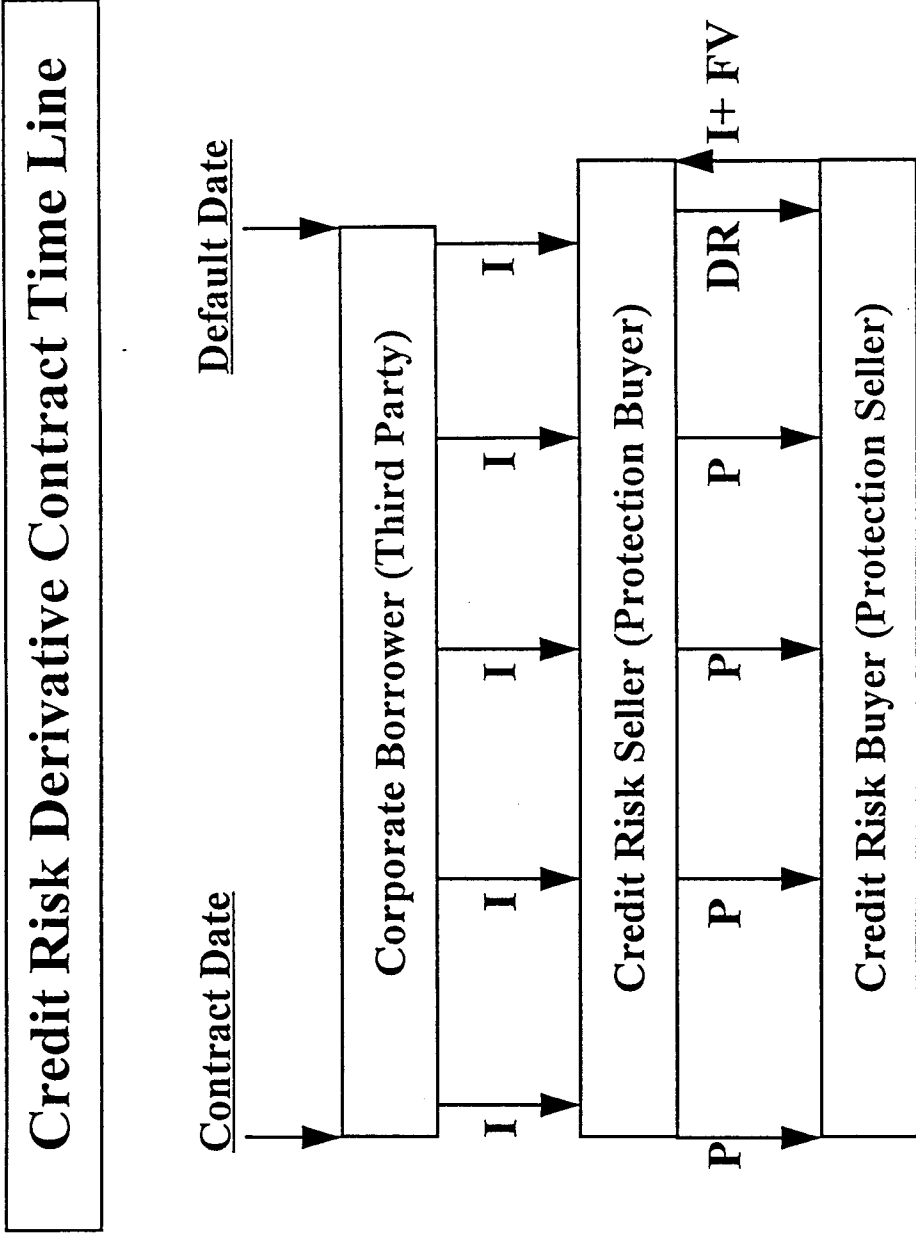 Credit Risk Derivative Contract Time Line
Contract Date
Default Date
Corporate Borrower (Third Party)
I
I
I
I
I
Credit Risk Seller (Protection Buyer)
P
P
P
P
DR
I+ FV
Credit Risk Buyer (Protection Seller)